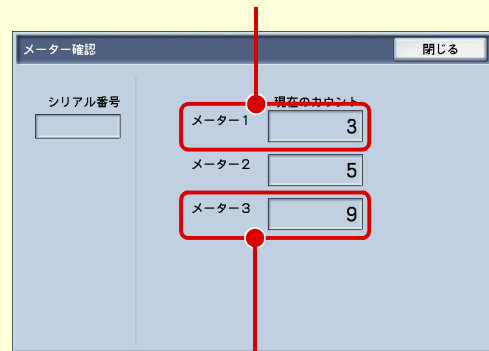 メーター確認
閉じる
シリアル番号
現在のカウント
メーター1
3
メーター2
5
メーター3
9